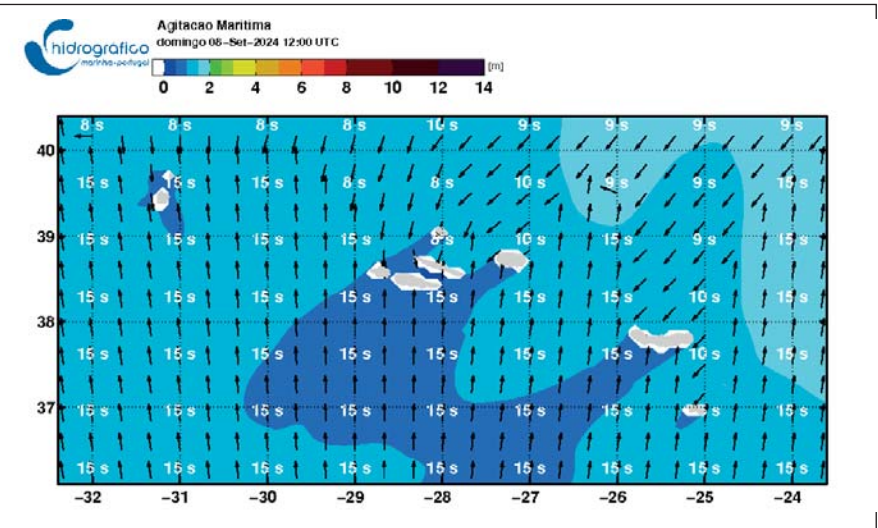 hidrográfico
marinha-portugal
Agitacao Maritima
domingo 08-Set-2024 12:00 UTC
[m]
0 2 4 6 8 10 12 14
8 s 8 s 8 s 8 s 10 s 9 s 9 s 9 s 9 s
40
15 s 15 s 15 s 8 s 8 s 10 s 9 s 9 s 15 s
39
15 s 15 s 15 s 15 s 8 s 10 s 15 s 9 s 15 s
15 s 15 s 15 s 15 s 15 s 15 s 15 s 10 s 15 s
38
15 s 15 s 15 s 15 s 15 s 15 s 15 s 10 s 15 s
37
15 s 15 s 15 s 15 s 15 s 15 s 15 s 15 s
15 s 15 s 15 s 15 s 15 s 15 s 15 s 15 s 15 s
-32 -31 -30 -29 -28 -27 -26 -25 -24